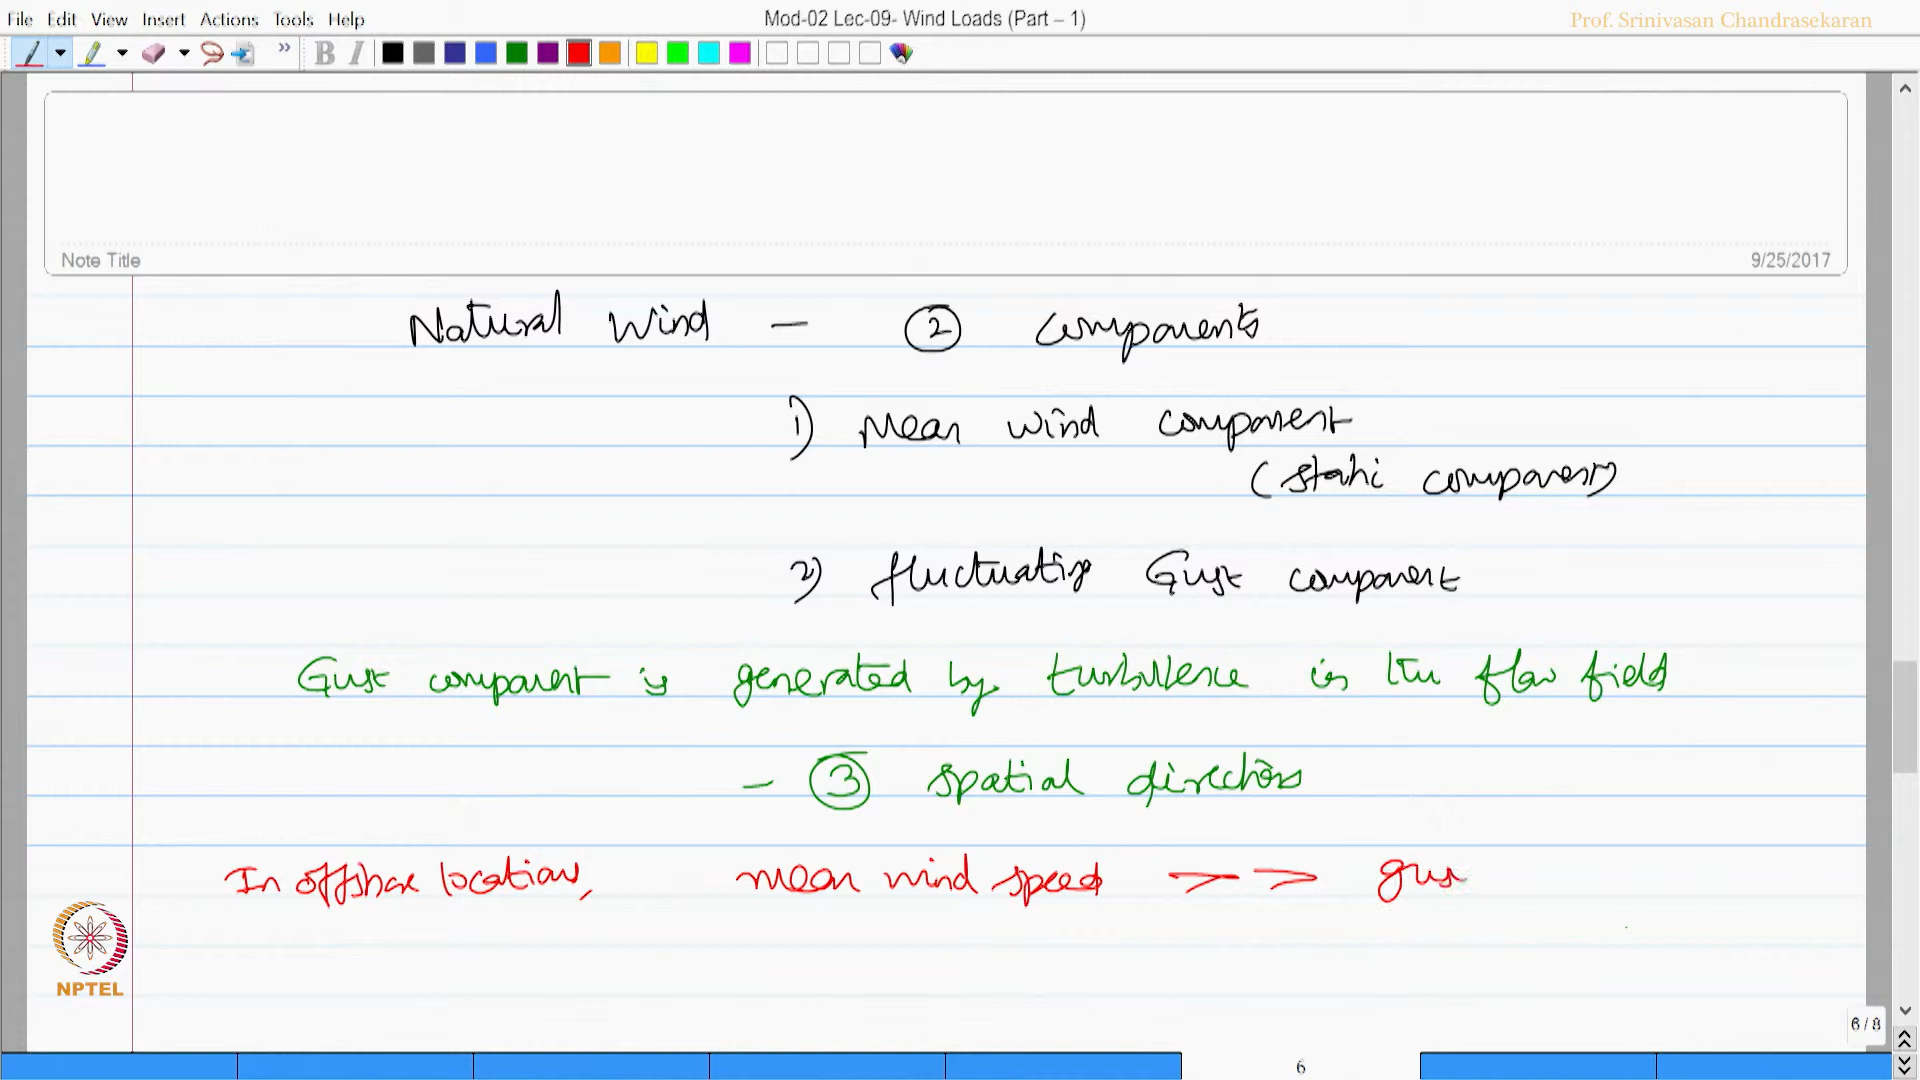 File Edit View Insert Actions Tools Help
Mod-02 Lec-09- Wind Loads (Part – 1)
Prof. Srinivasan Chandrasekaran
B I
Note Title
9/25/2017
Natural Wind – 2 components
1) Mean wind component
(static component)
2) fluctuating Gust component
Gust component is generated by turbulence in the flow field
- 3 spatial directions
In offshore locations, mean wind speed >> gus
NPTEL
6 / 8
6